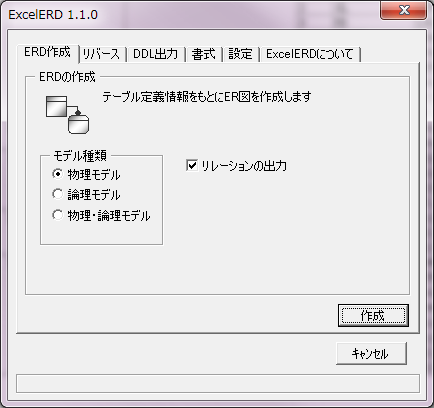 ExcelERD 1.1.0
ERD作成 リバース DDL出力 書式 設定 ExcelERDについて
ERDの作成
テーブル定義情報をもとにER図を作成します
モデル種類
物理モデル
リレーションの出力
論理モデル
物理・論理モデル
作成
キャンセル